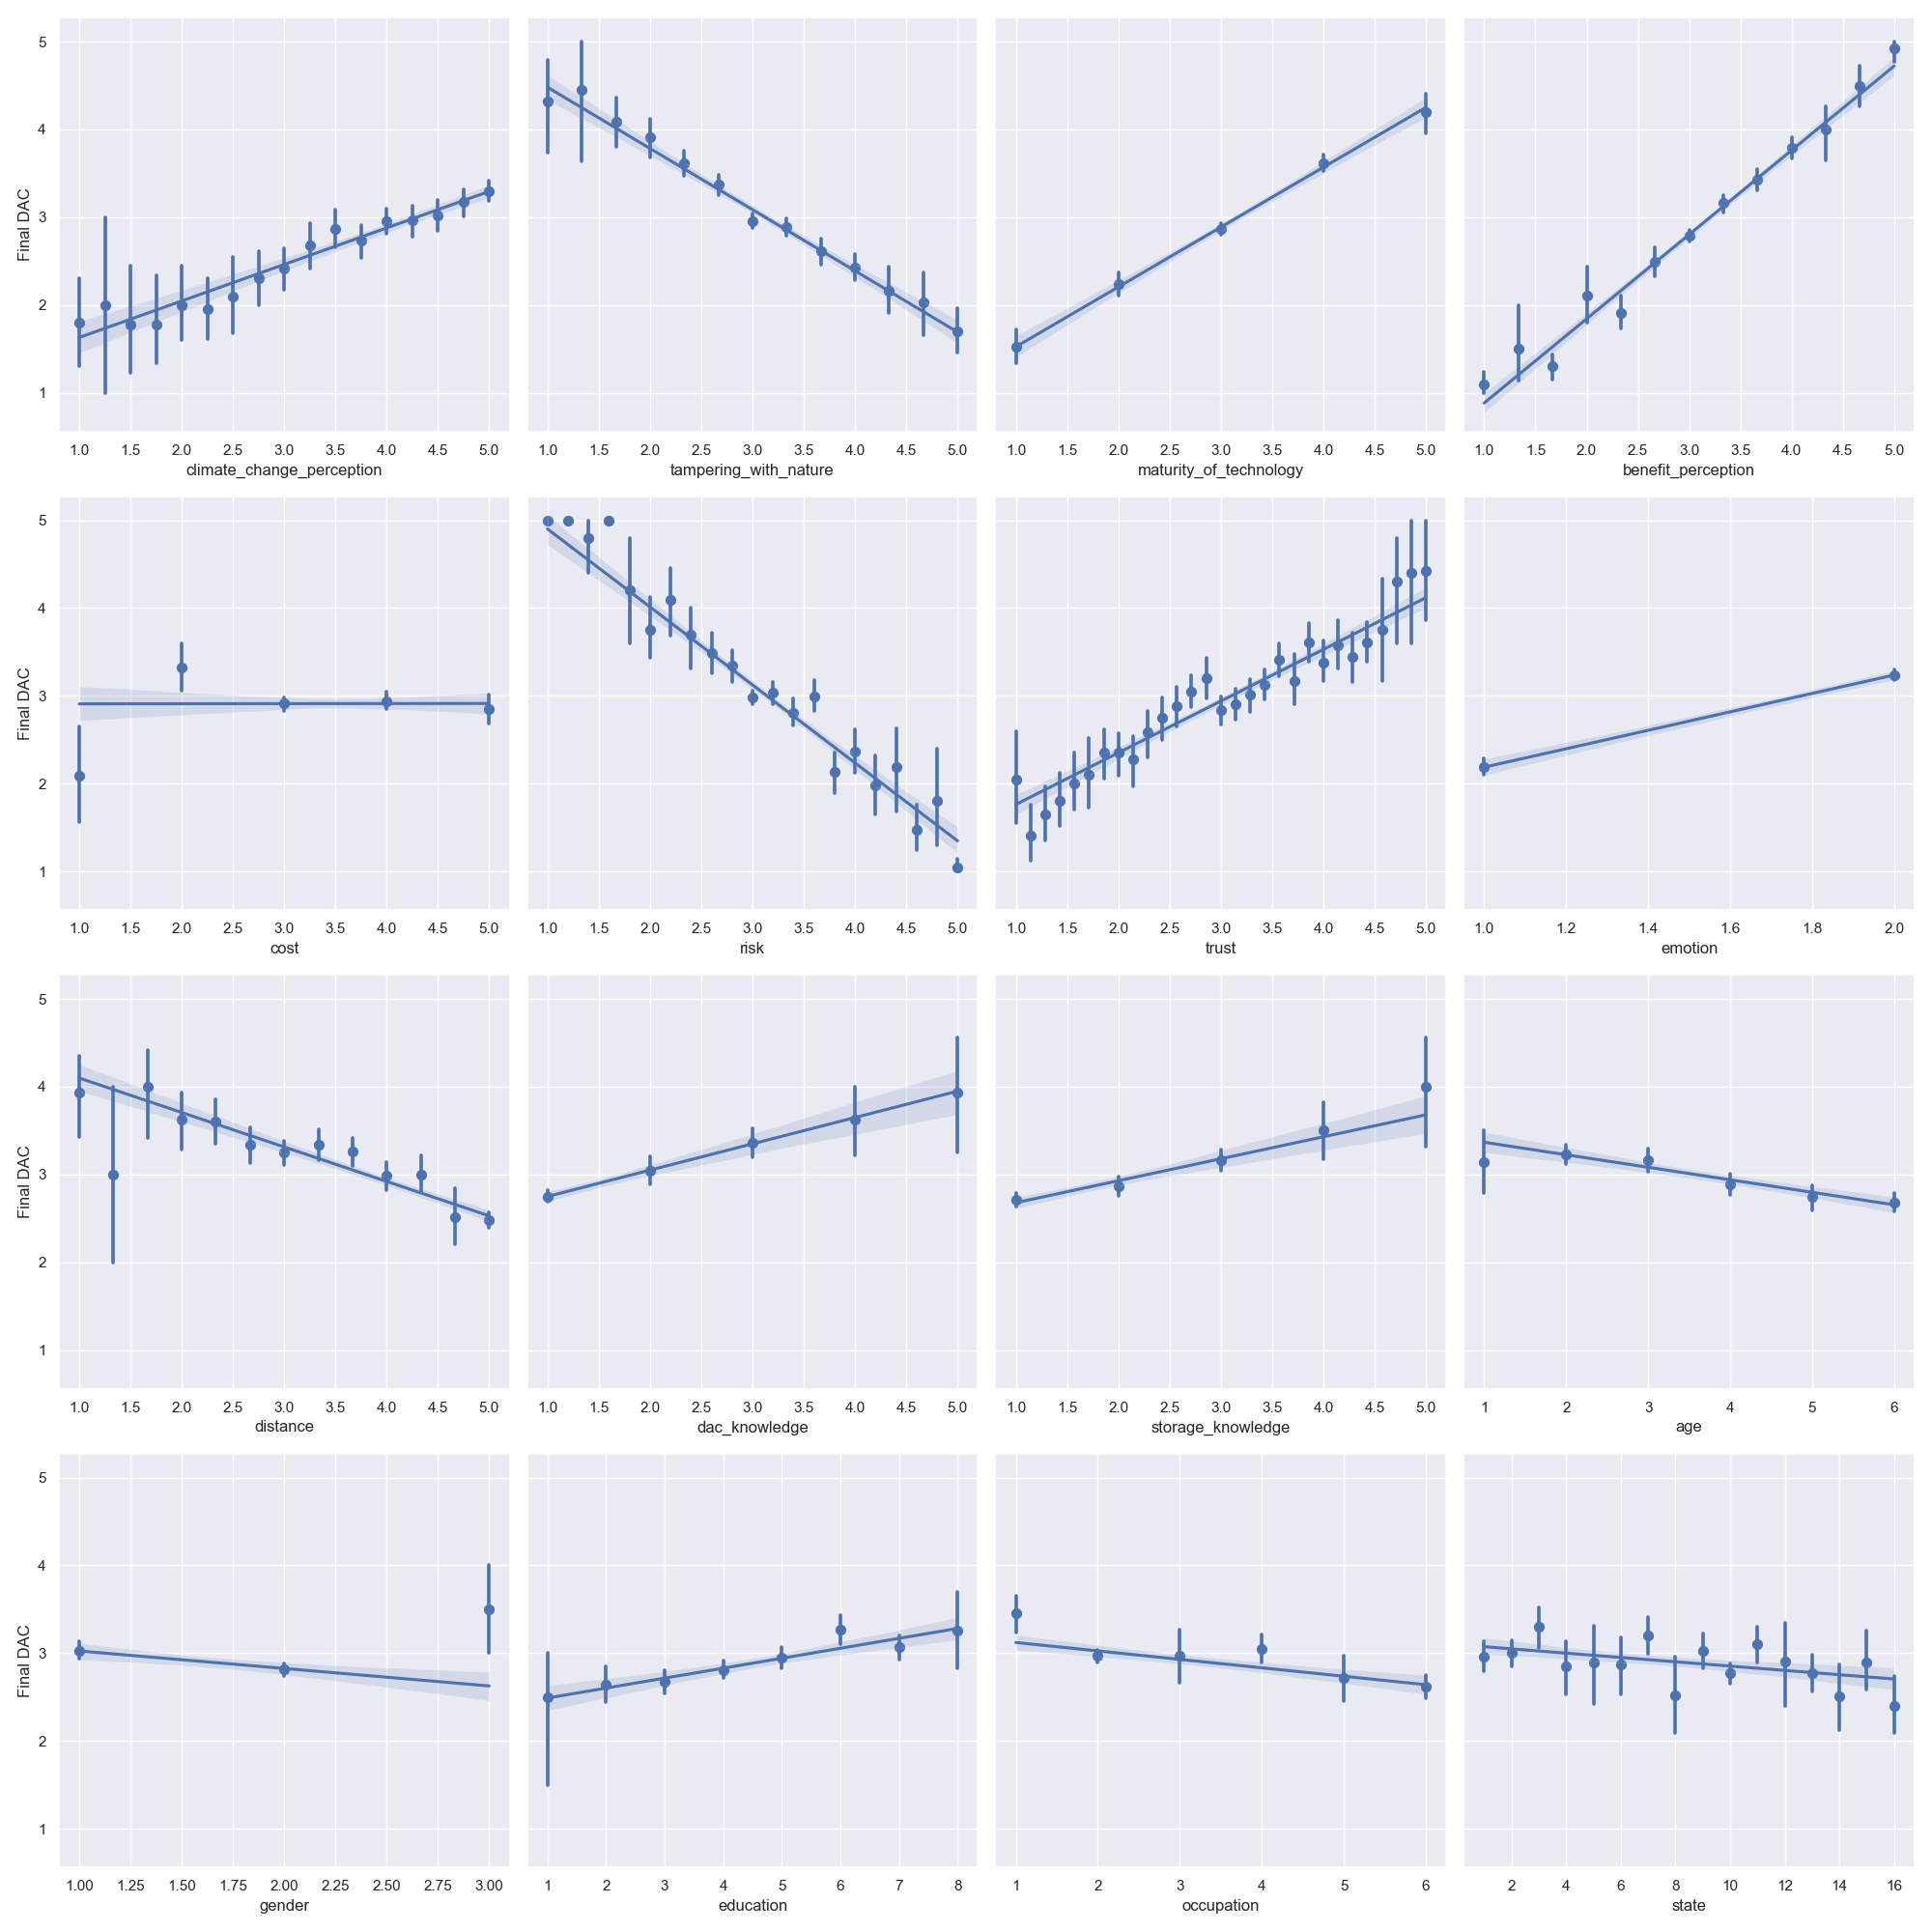 5
4
3
2
1
Final DAC
1.0 1.5 2.0 2.5 3.0 3.5 4.0 4.5 5.0
climate_change_perception
1.0 1.5 2.0 2.5 3.0 3.5 4.0 4.5 5.0
tampering_with_nature
1.0 1.5 2.0 2.5 3.0 3.5 4.0 4.5 5.0
maturity_of_technology
1.0 1.5 2.0 2.5 3.0 3.5 4.0 4.5 5.0
benefit_perception
5
4
3
2
1
Final DAC
1.0 1.5 2.0 2.5 3.0 3.5 4.0 4.5 5.0
cost
1.0 1.5 2.0 2.5 3.0 3.5 4.0 4.5 5.0
risk
1.0 1.5 2.0 2.5 3.0 3.5 4.0 4.5 5.0
trust
1.0 1.2 1.4 1.6 1.8 2.0
emotion
5
4
3
2
1
Final DAC
1.0 1.5 2.0 2.5 3.0 3.5 4.0 4.5 5.0
distance
1.0 1.5 2.0 2.5 3.0 3.5 4.0 4.5 5.0
dac_knowledge
1.0 1.5 2.0 2.5 3.0 3.5 4.0 4.5 5.0
storage_knowledge
1 2 3 4 5 6
age
5
4
3
2
1
Final DAC
1.00 1.25 1.50 1.75 2.00 2.25 2.50 2.75 3.00
gender
1 2 3 4 5 6 7 8
education
1 2 3 4 5 6
occupation
2 4 6 8 10 12 14 16
state